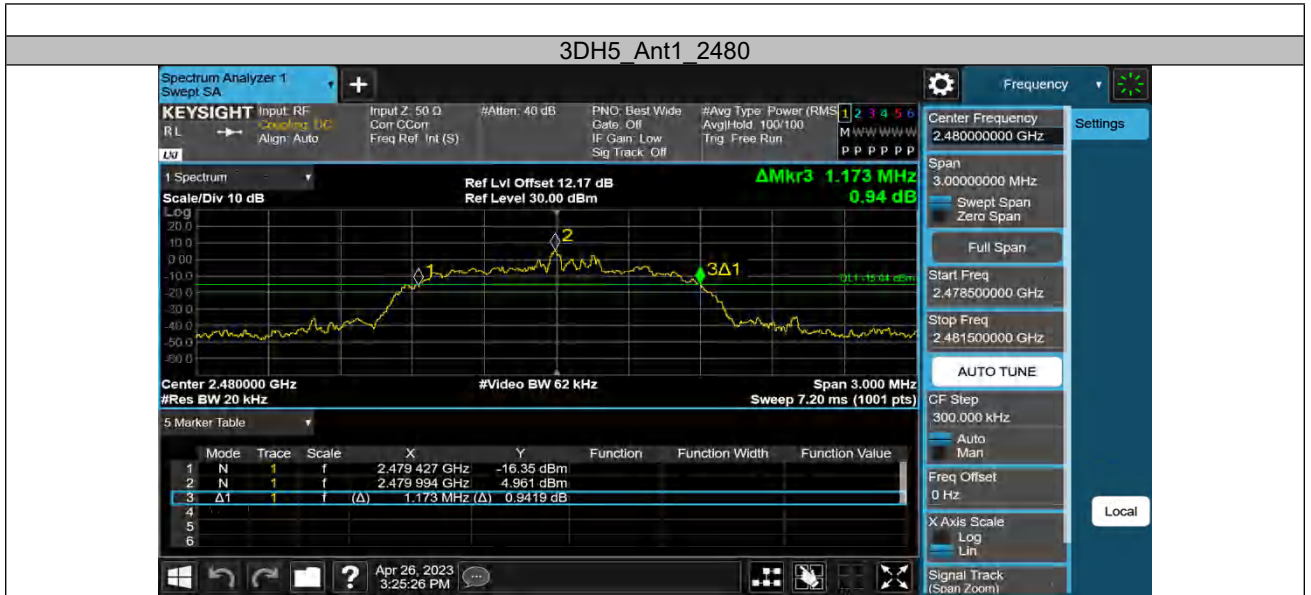 3DH5_Ant1_2480
Spectrum Analyzer 1
Swept SA
Frequency
KEYSIGHT
Input: RF
Input Z: 50 Ω
#Atten: 40 dB
PNO: Best Wide
#Avg Type: Power (RMS
1 2 3 4 5 6
RL
Coupling: DC
Corr CCorr
Gate: Off
Avg|Hold: 100/100
M W W W W W
Align: Auto
Freq Ref: Int (S)
IF Gain: Low
Trig: Free Run
P P P P P P
LXI
Sig Track: Off
Center Frequency
2.480000000 GHz
Settings
1 Spectrum
Ref Lvl Offset 12.17 dB
ΔMkr3 1.173 MHz
Scale/Div 10 dB
Ref Level 30.00 dBm
0.94 dB
Span
3.00000000 MHz
Swept Span
Zero Span
Full Span
Log
20.0
10.0
0.00
-10.0
-20.0
-30.0
-40.0
-50.0
-60.0
1
2
3Δ1
DL1 -15.04 dBm
Start Freq
2.478500000 GHz
Stop Freq
2.481500000 GHz
AUTO TUNE
Center 2.480000 GHz
#Video BW 62 kHz
Span 3.000 MHz
#Res BW 20 kHz
Sweep 7.20 ms (1001 pts)
CF Step
300.000 kHz
Auto
Man
5 Marker Table
Mode Trace Scale X Y Function Function Width Function Value
1 N 1 f 2.479 427 GHz -16.35 dBm
2 N 1 f 2.479 994 GHz 4.961 dBm
3 Δ1 1 f (Δ) 1.173 MHz (Δ) 0.9419 dB
4
5
6
Freq Offset
0 Hz
X Axis Scale
Log
Lin
Local
Signal Track
(Span Zoom)
?
Apr 26, 2023
3:25:26 PM